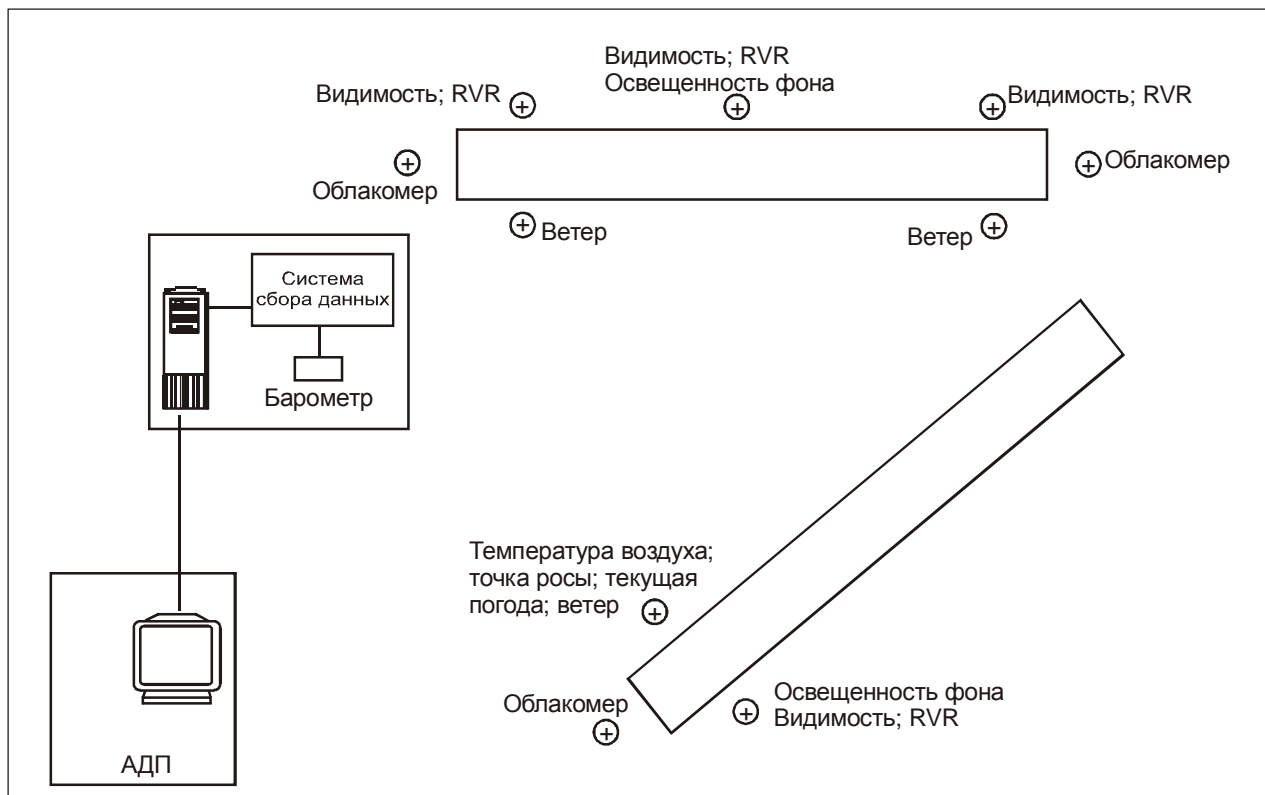 Видимость; RVR
Освещенность фона
Видимость; RVR
Видимость; RVR
Облакомер
Облакомер
Ветер
Ветер
Система
сбора данных
Барометр
Температура воздуха;
точка росы; текущая
погода; ветер
Облакомер
Освещенность фона
Видимость; RVR
АДП